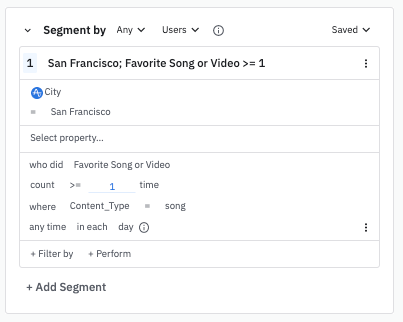 Segment by Any Users Saved
1 San Francisco; Favorite Song or Video >= 1
City
= San Francisco
Select property...
who did Favorite Song or Video
count >= 1 time
where Content_Type = song
any time in each day
+ Filter by + Perform
+ Add Segment